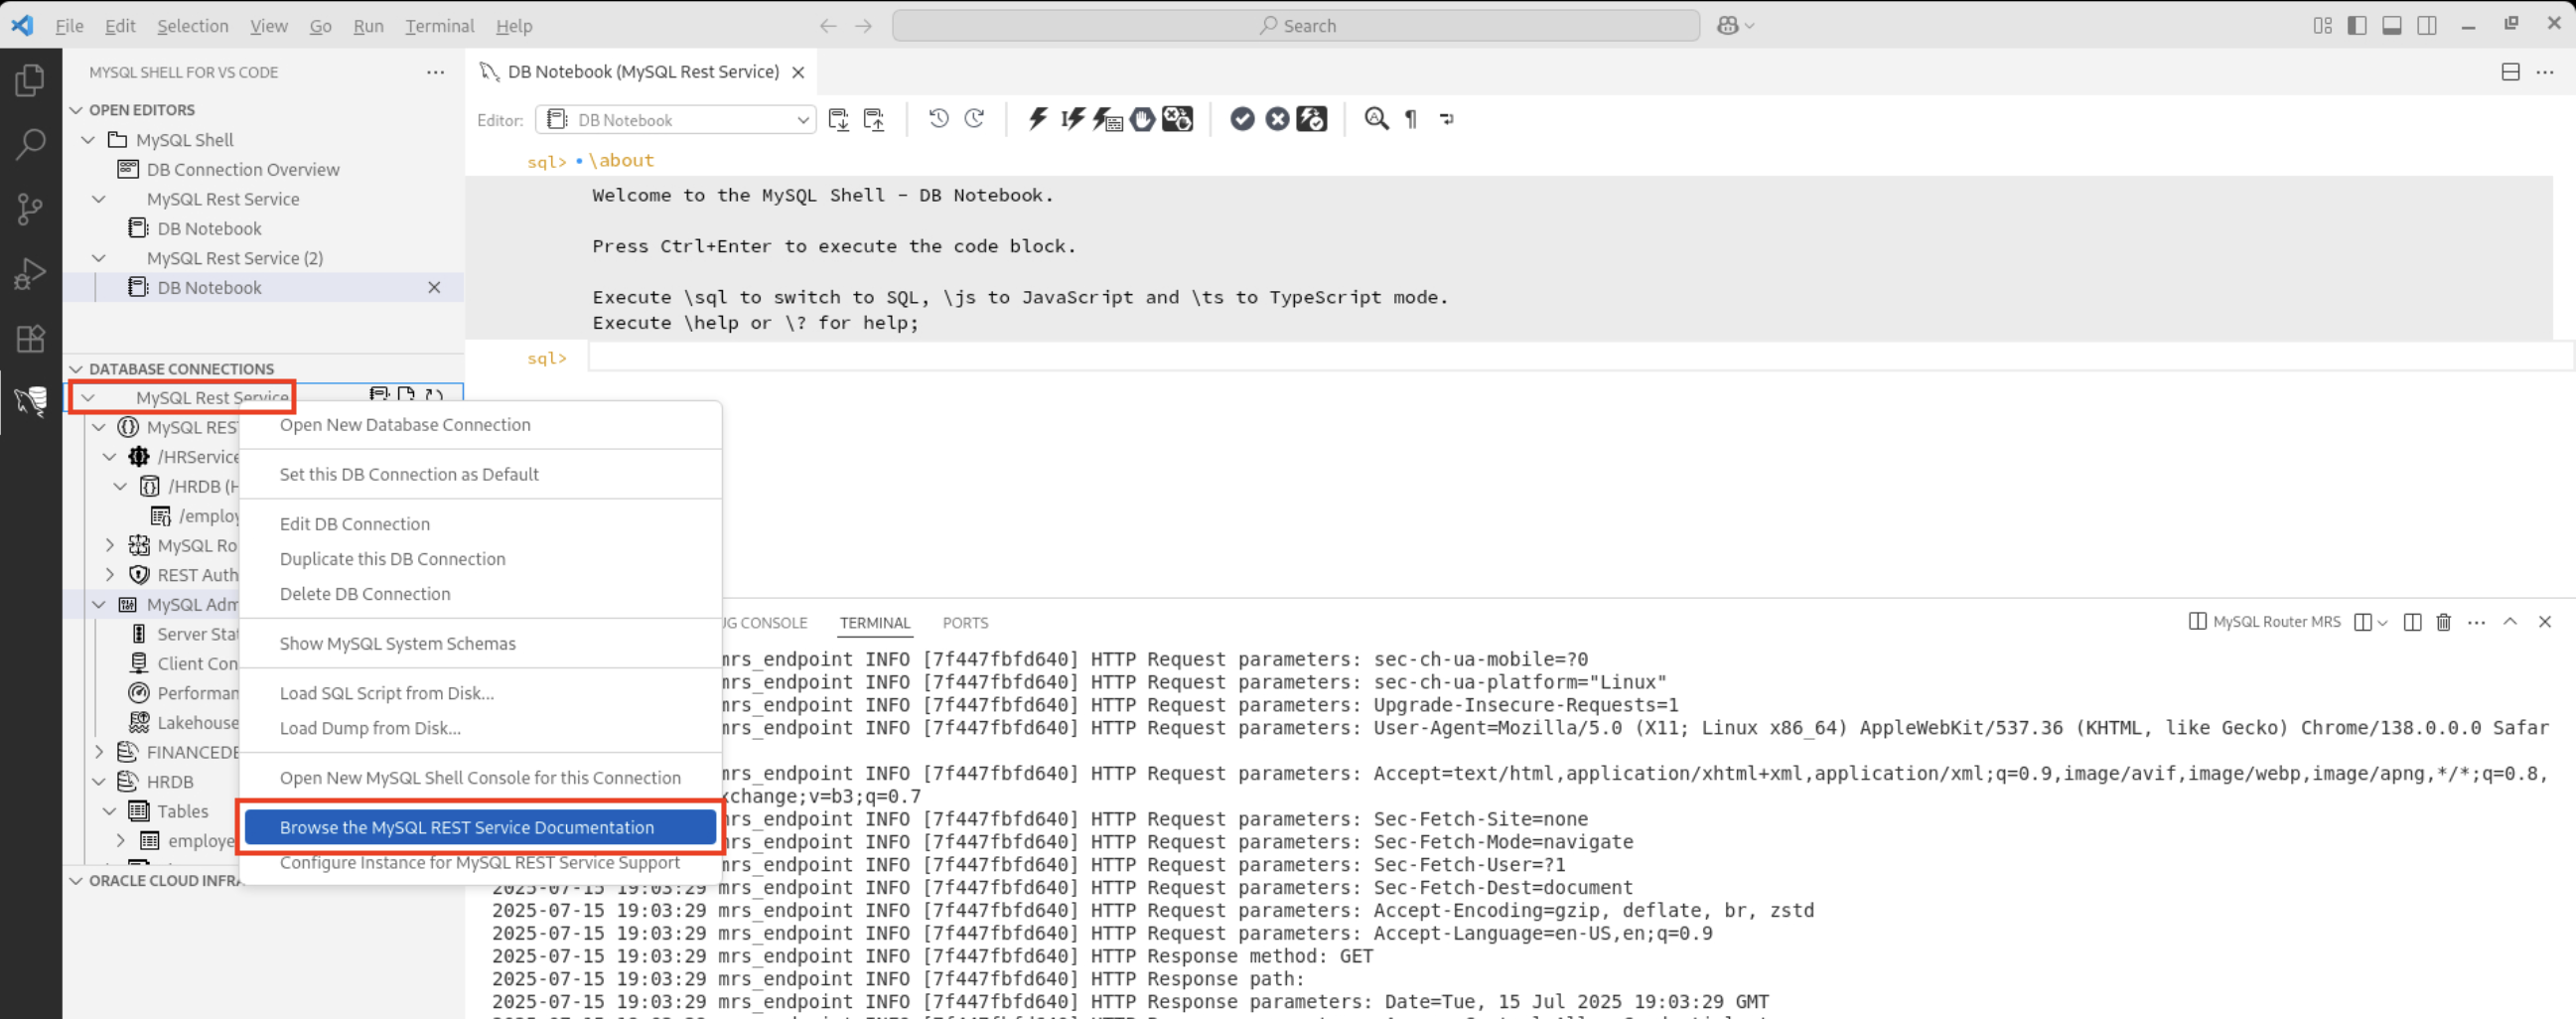 File Edit Selection View Go Run Terminal Help
Search
MYSQL SHELL FOR VS CODE
OPEN EDITORS
MySQL Shell
DB Connection Overview
MySQL Rest Service
DB Notebook
MySQL Rest Service (2)
DB Notebook
DATABASE CONNECTIONS
MySQL Rest Service
MySQL REST
/HRService
/HRDB (H
/employ
MySQL Ro
REST Auth
MySQL Adm
Server Stat
Client Con
Performan
Lakehouse
FINANCEDB
HRDB
Tables
employe
ORACLE CLOUD INFRA
Open New Database Connection
Set this DB Connection as Default
Edit DB Connection
Duplicate this DB Connection
Delete DB Connection
Show MySQL System Schemas
Load SQL Script from Disk...
Load Dump from Disk...
Open New MySQL Shell Console for this Connection
Browse the MySQL REST Service Documentation
Configure Instance for MySQL REST Service Support
DB Notebook (MySQL Rest Service)
Editor: DB Notebook
sql> \about
Welcome to the MySQL Shell - DB Notebook.
Press Ctrl+Enter to execute the code block.
Execute \sql to switch to SQL, \js to JavaScript and \ts to TypeScript mode.
Execute \help or \? for help;
sql>
UG CONSOLE TERMINAL PORTS
MySQL Router MRS
mrs_endpoint INFO [7f447fbfd640] HTTP Request parameters: sec-ch-ua-mobile=?0
mrs_endpoint INFO [7f447fbfd640] HTTP Request parameters: sec-ch-ua-platform="Linux"
mrs_endpoint INFO [7f447fbfd640] HTTP Request parameters: Upgrade-Insecure-Requests=1
mrs_endpoint INFO [7f447fbfd640] HTTP Request parameters: User-Agent=Mozilla/5.0 (X11; Linux x86_64) AppleWebKit/537.36 (KHTML, like Gecko) Chrome/138.0.0.0 Safar
mrs_endpoint INFO [7f447fbfd640] HTTP Request parameters: Accept=text/html,application/xhtml+xml,application/xml;q=0.9,image/avif,image/webp,image/apng,*/*;q=0.8,
xchange;v=b3;q=0.7
mrs_endpoint INFO [7f447fbfd640] HTTP Request parameters: Sec-Fetch-Site=none
mrs_endpoint INFO [7f447fbfd640] HTTP Request parameters: Sec-Fetch-Mode=navigate
mrs_endpoint INFO [7f447fbfd640] HTTP Request parameters: Sec-Fetch-User=?1
2025-07-15 19:03:29 mrs_endpoint INFO [7f447fbfd640] HTTP Request parameters: Sec-Fetch-Dest=document
2025-07-15 19:03:29 mrs_endpoint INFO [7f447fbfd640] HTTP Request parameters: Accept-Encoding=gzip, deflate, br, zstd
2025-07-15 19:03:29 mrs_endpoint INFO [7f447fbfd640] HTTP Request parameters: Accept-Language=en-US,en;q=0.9
2025-07-15 19:03:29 mrs_endpoint INFO [7f447fbfd640] HTTP Response method: GET
2025-07-15 19:03:29 mrs_endpoint INFO [7f447fbfd640] HTTP Response path:
2025-07-15 19:03:29 mrs_endpoint INFO [7f447fbfd640] HTTP Response parameters: Date=Tue, 15 Jul 2025 19:03:29 GMT